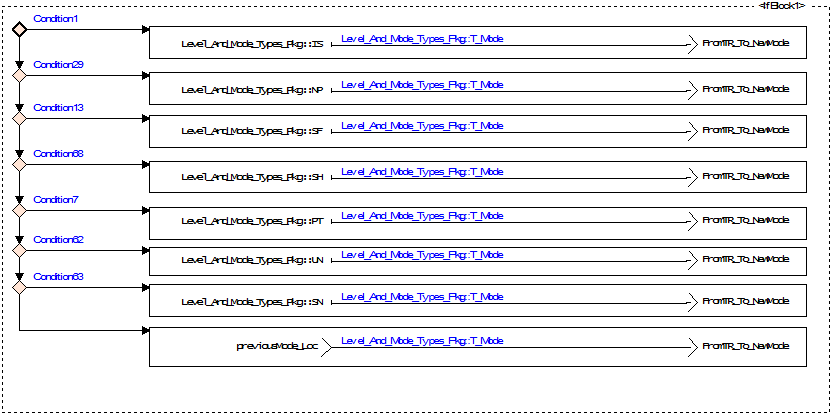 <IfBlock1>
Condition1
Level_And_Mode_Types_Pkg::IS Level_And_Mode_Types_Pkg::T_Mode FromTR_To_NewMode
Condition29
Level_And_Mode_Types_Pkg::NP Level_And_Mode_Types_Pkg::T_Mode FromTR_To_NewMode
Condition13
Level_And_Mode_Types_Pkg::SF Level_And_Mode_Types_Pkg::T_Mode FromTR_To_NewMode
Condition68
Level_And_Mode_Types_Pkg::SH Level_And_Mode_Types_Pkg::T_Mode FromTR_To_NewMode
Condition7
Level_And_Mode_Types_Pkg::PT Level_And_Mode_Types_Pkg::T_Mode FromTR_To_NewMode
Condition62
Level_And_Mode_Types_Pkg::UN Level_And_Mode_Types_Pkg::T_Mode FromTR_To_NewMode
Condition63
Level_And_Mode_Types_Pkg::SN Level_And_Mode_Types_Pkg::T_Mode FromTR_To_NewMode
previousMode_Loc Level_And_Mode_Types_Pkg::T_Mode FromTR_To_NewMode